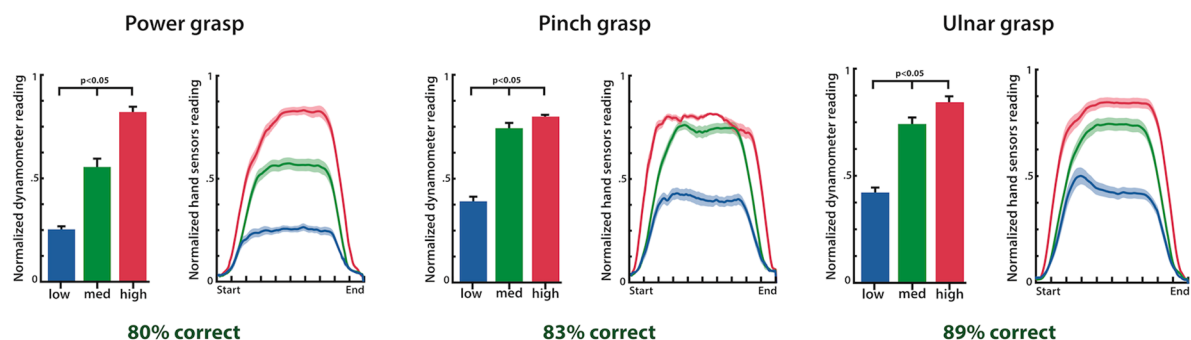 Power grasp
Normalized dynamometer reading
1
.5
0
p<0.05
low med high
Normalized hand sensors reading
1
.5
0
Start End
80% correct
Pinch grasp
Normalized dynamometer reading
1
.5
0
p<0.05
low med high
Normalized hand sensors reading
1
.5
0
Start End
83% correct
Ulnar grasp
Normalized dynamometer reading
1
.5
0
p<0.05
low med high
Normalized hand sensors reading
1
.5
0
Start End
89% correct